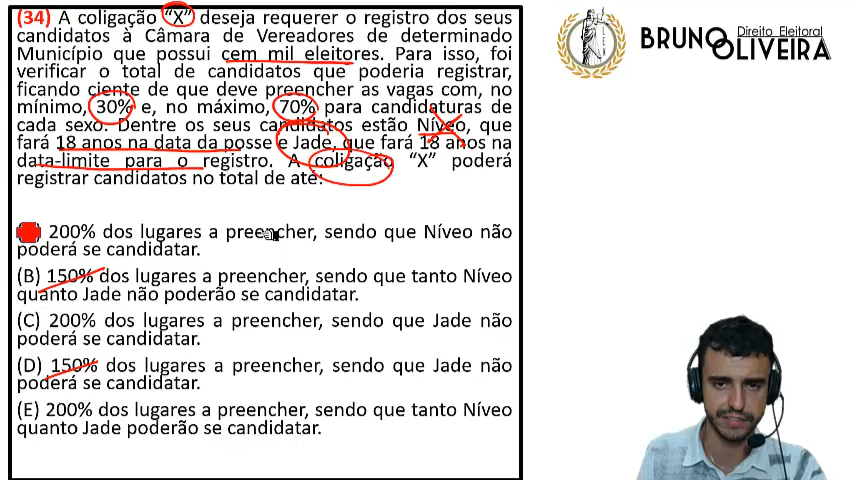 (34) A coligação “X” deseja requerer o registro dos seus
candidatos à Câmara de Vereadores de determinado
Município que possui cem mil eleitores. Para isso, foi
verificar o total de candidatos que poderia registrar,
ficando ciente de que deve preencher as vagas com, no
mínimo, 30% e, no máximo, 70% para candidaturas de
cada sexo. Dentre os seus candidatos estão Níveo, que
fará 18 anos na data da posse e Jade, que fará 18 anos na
data-limite para o registro. A coligação “X” poderá
registrar candidatos no total de até:
200% dos lugares a preencher, sendo que Níveo não
poderá se candidatar.
(B) 150% dos lugares a preencher, sendo que tanto Níveo
quanto Jade não poderão se candidatar.
(C) 200% dos lugares a preencher, sendo que Jade não
poderá se candidatar.
(D) 150% dos lugares a preencher, sendo que Jade não
poderá se candidatar.
(E) 200% dos lugares a preencher, sendo que tanto Níveo
quanto Jade poderão se candidatar.
BRUNO Direito Eleitoral
OLIVEIRA